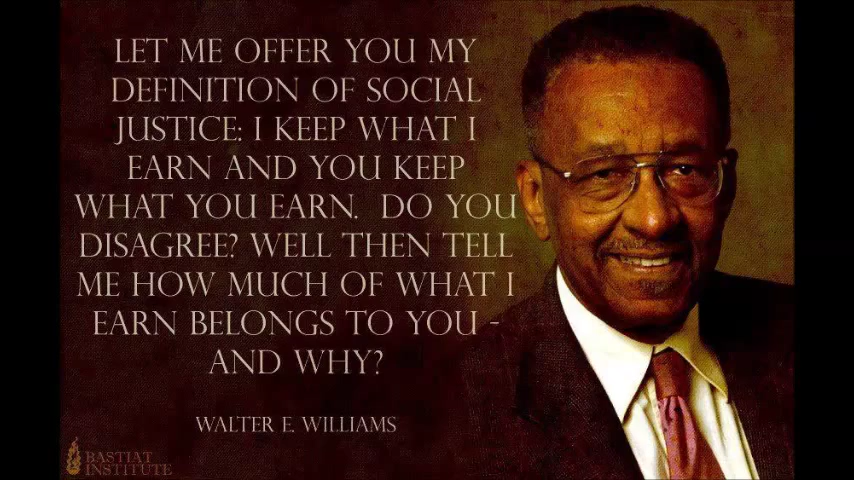 LET ME OFFER YOU MY
DEFINITION OF SOCIAL
JUSTICE: I KEEP WHAT I
EARN AND YOU KEEP
WHAT YOU EARN. DO YOU
DISAGREE? WELL THEN TELL
ME HOW MUCH OF WHAT I
EARN BELONGS TO YOU -
AND WHY?
WALTER E. WILLIAMS
BASTIAT
INSTITUTE